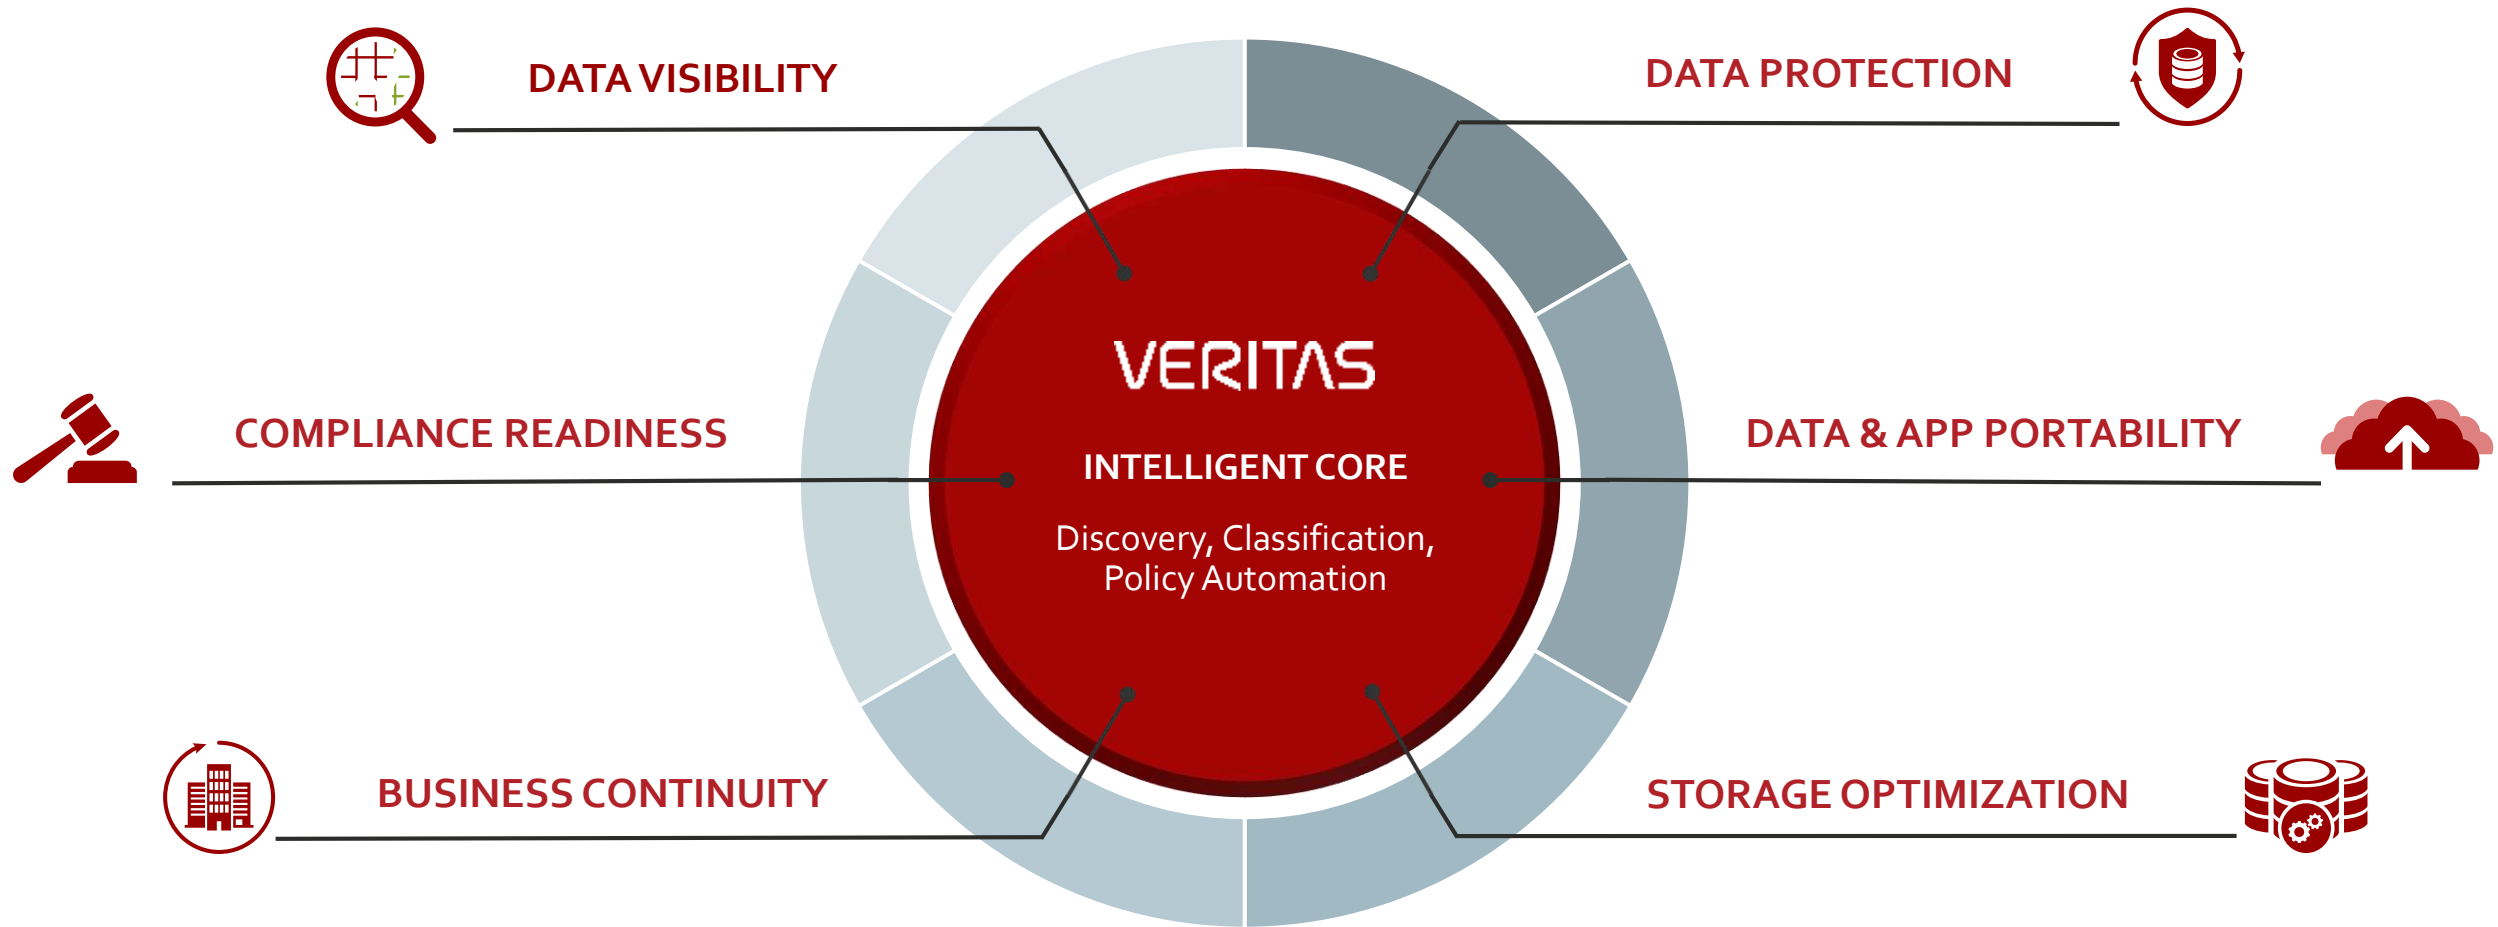 DATA VISIBILITY
DATA PROTECTION
COMPLIANCE READINESS
DATA & APP PORTABILITY
VERITAS
INTELLIGENT CORE
Discovery, Classification,
Policy Automation
BUSINESS CONTINUITY
STORAGE OPTIMIZATION